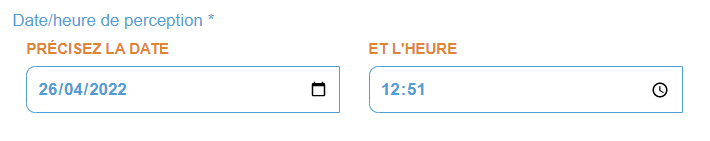 Date/heure de perception *
PRÉCISEZ LA DATE
ET L'HEURE
26/04/2022
12:51